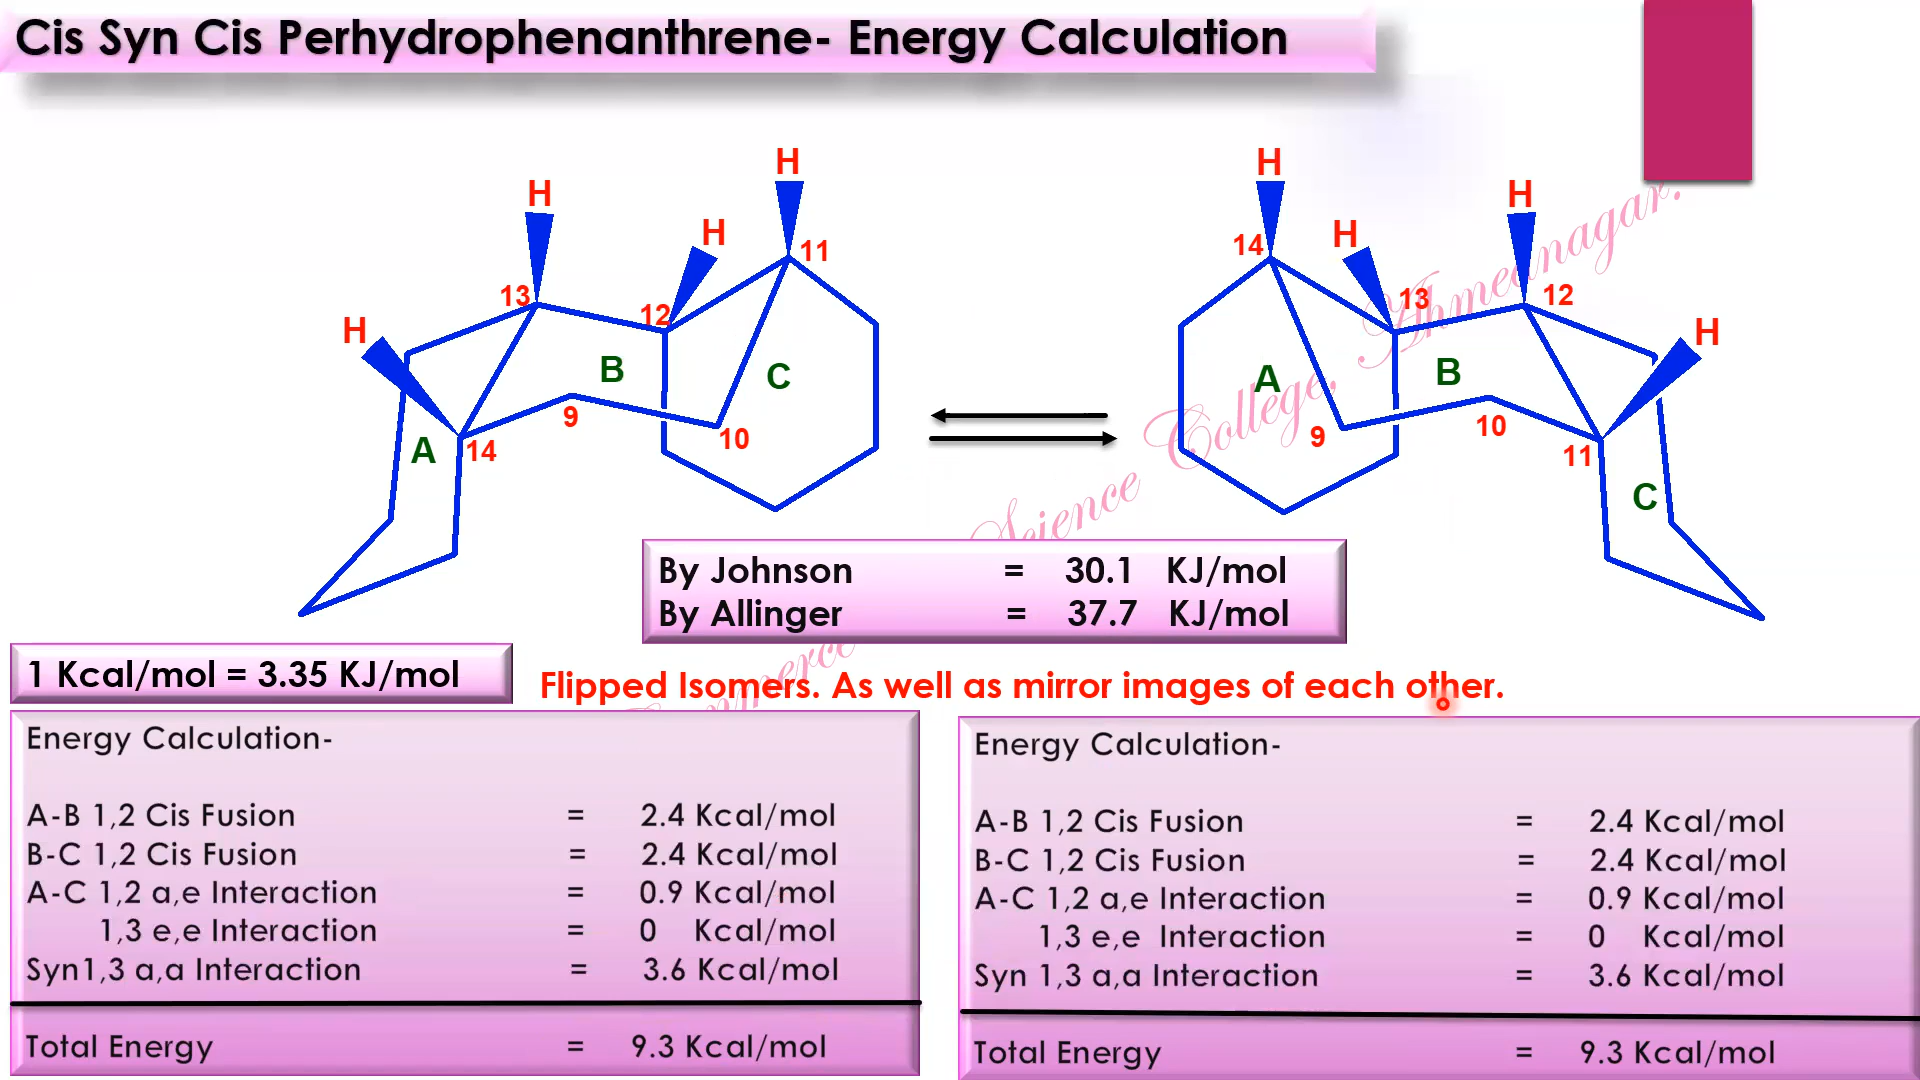 Cis Syn Cis Perhydrophenanthrene- Energy Calculation
H
H
H
H
11
13
12
14
9
10
A
B
C
H
H
H
H
14
13
12
9
10
11
A
B
C
Ahmednagar.
Science College,
Commerce
By Johnson = 30.1 KJ/mol
By Allinger = 37.7 KJ/mol
1 Kcal/mol = 3.35 KJ/mol
Flipped Isomers. As well as mirror images of each other.
Energy Calculation-
A-B 1,2 Cis Fusion = 2.4 Kcal/mol
B-C 1,2 Cis Fusion = 2.4 Kcal/mol
A-C 1,2 a,e Interaction = 0.9 Kcal/mol
1,3 e,e Interaction = 0 Kcal/mol
Syn1,3 a,a Interaction = 3.6 Kcal/mol
Total Energy = 9.3 Kcal/mol
Energy Calculation-
A-B 1,2 Cis Fusion = 2.4 Kcal/mol
B-C 1,2 Cis Fusion = 2.4 Kcal/mol
A-C 1,2 a,e Interaction = 0.9 Kcal/mol
1,3 e,e Interaction = 0 Kcal/mol
Syn 1,3 a,a Interaction = 3.6 Kcal/mol
Total Energy = 9.3 Kcal/mol